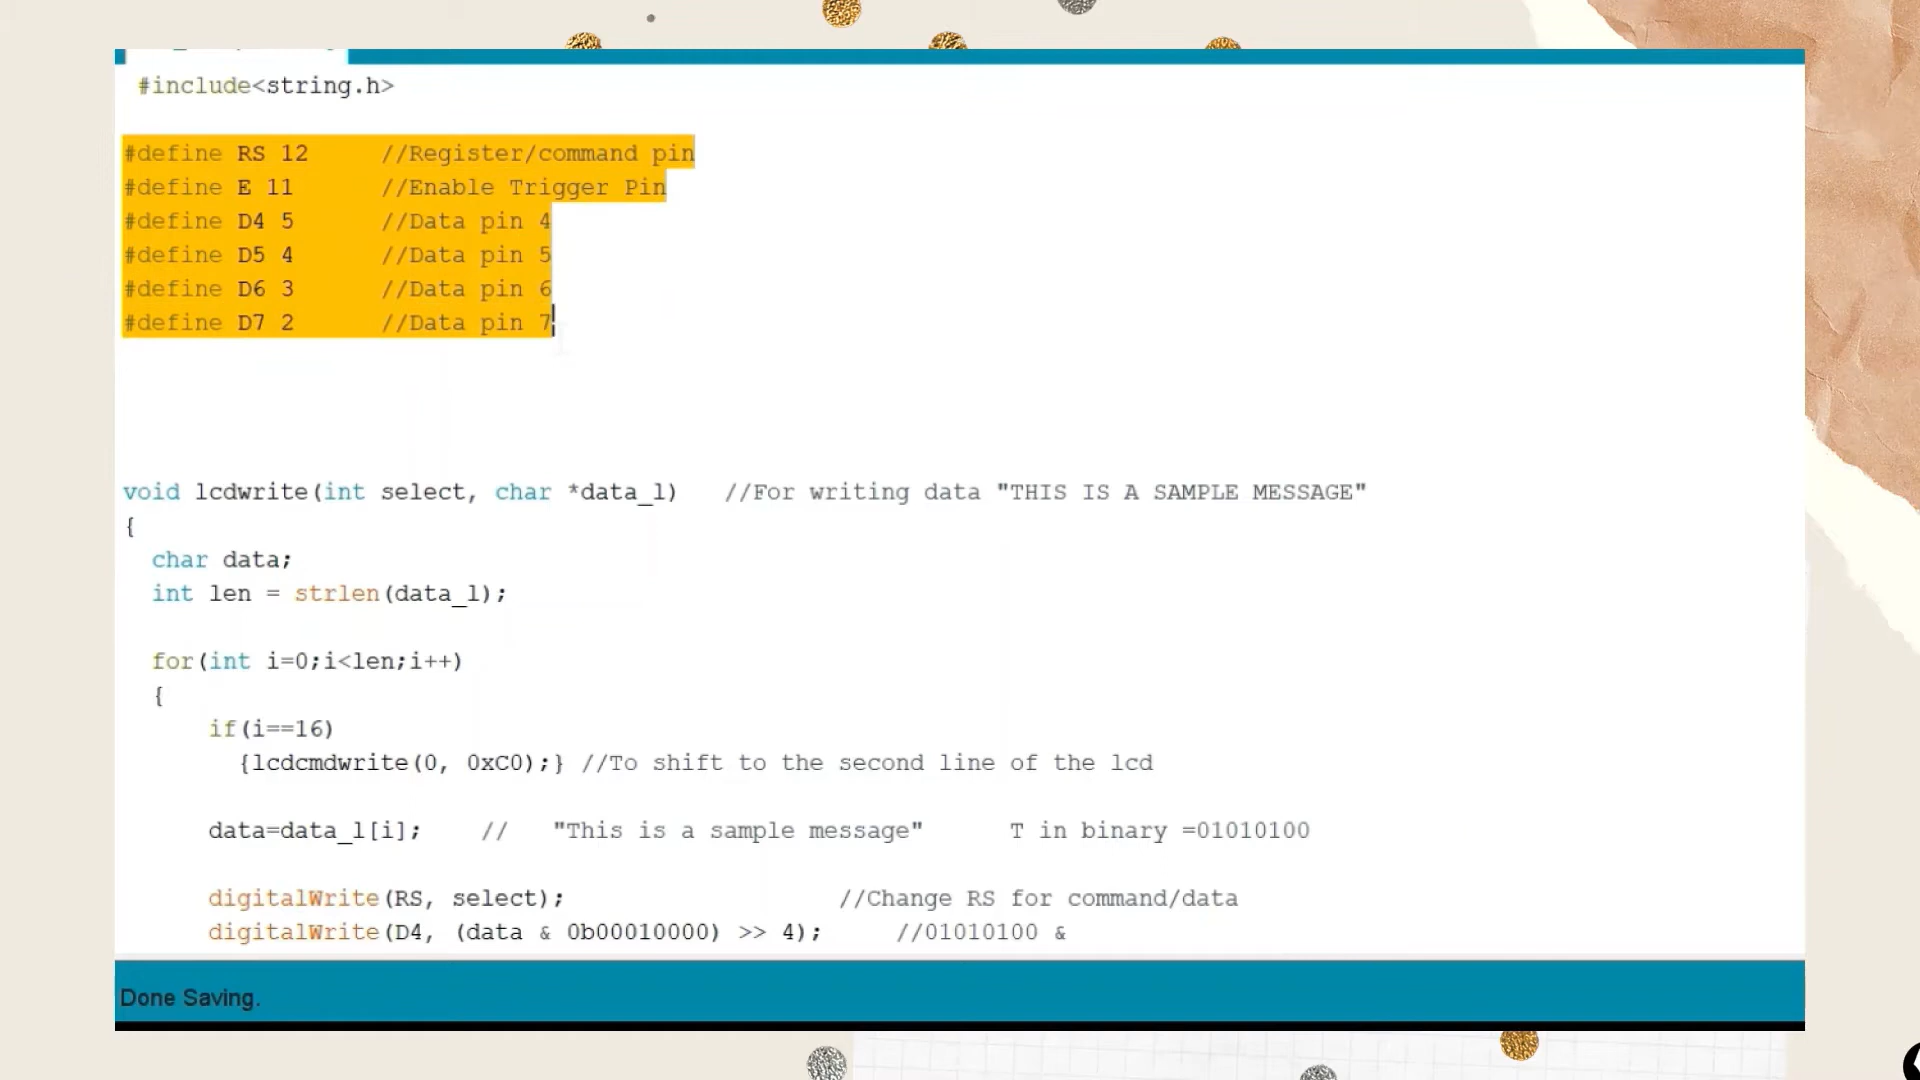 #include<string.h>
#define RS 12 //Register/command pin
#define E 11 //Enable Trigger Pin
#define D4 5 //Data pin 4
#define D5 4 //Data pin 5
#define D6 3 //Data pin 6
#define D7 2 //Data pin 7
void lcdwrite(int select, char *data_l) //For writing data "THIS IS A SAMPLE MESSAGE"
{
char data;
int len = strlen(data_l);
for(int i=0;i<len;i++)
{
if(i==16)
{lcdcmdwrite(0, 0xC0);} //To shift to the second line of the lcd
data=data_l[i]; // "This is a sample message" T in binary =01010100
digitalWrite(RS, select); //Change RS for command/data
digitalWrite(D4, (data & 0b00010000) >> 4); //01010100 &
Done Saving.